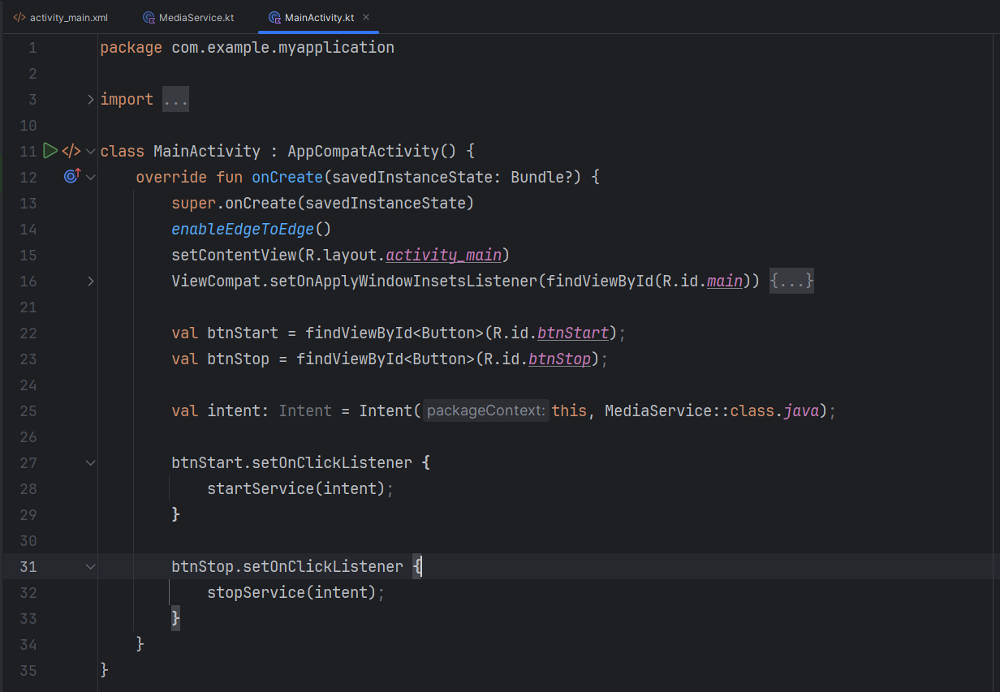 </> activity_main.xml MediaService.kt MainActivity.kt ×
1 package com.example.myapplication
2
3 > import ...
10
11 </> class MainActivity : AppCompatActivity() {
12 override fun onCreate(savedInstanceState: Bundle?) {
13 super.onCreate(savedInstanceState)
14 enableEdgeToEdge()
15 setContentView(R.layout.activity_main)
16 > ViewCompat.setOnApplyWindowInsetsListener(findViewById(R.id.main)) {...}
21
22 val btnStart = findViewById<Button>(R.id.btnStart);
23 val btnStop = findViewById<Button>(R.id.btnStop);
24
25 val intent: Intent = Intent( packageContext: this, MediaService::class.java);
26
27 btnStart.setOnClickListener {
28 startService(intent);
29 }
30
31 btnStop.setOnClickListener {
32 stopService(intent);
33 }
34 }
35 }